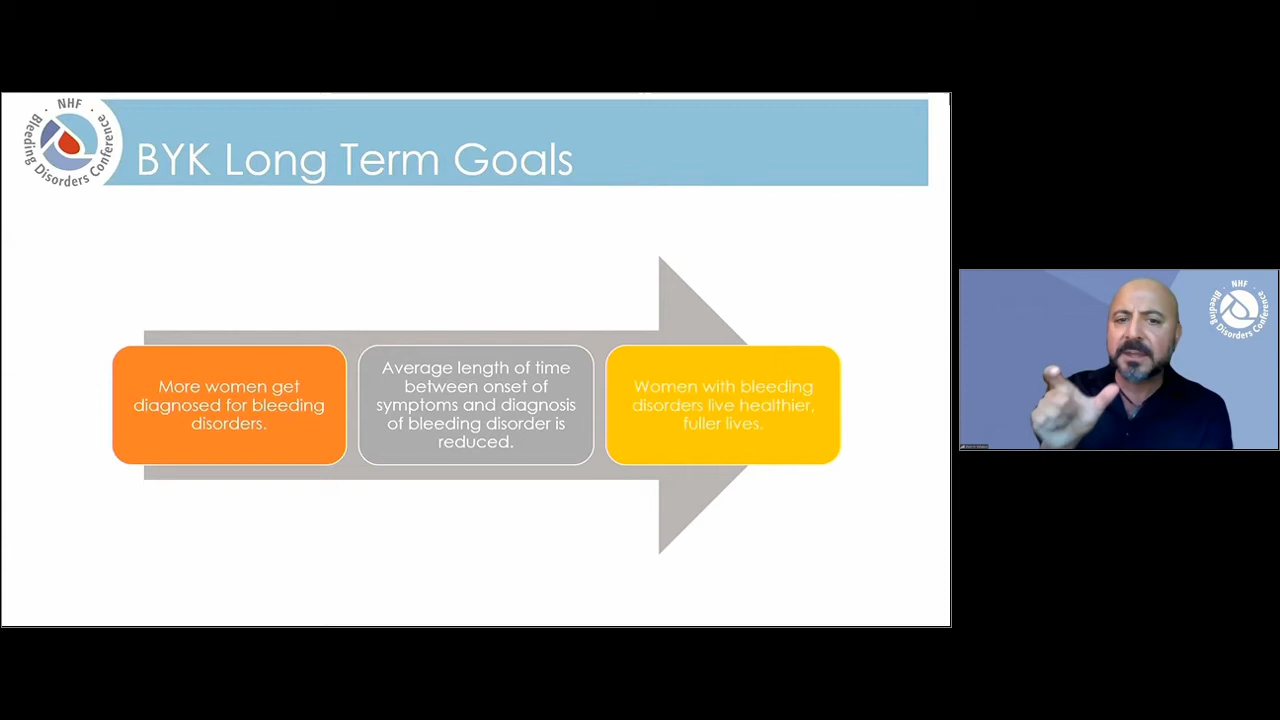 NHF
Bleeding Disorders Conference
BYK Long Term Goals
More women get
diagnosed for bleeding
disorders.
Average length of time
between onset of
symptoms and diagnosis
of bleeding disorder is
reduced.
Women with bleeding
disorders live healthier,
fuller lives.
NHF
Bleeding Disorders Conference